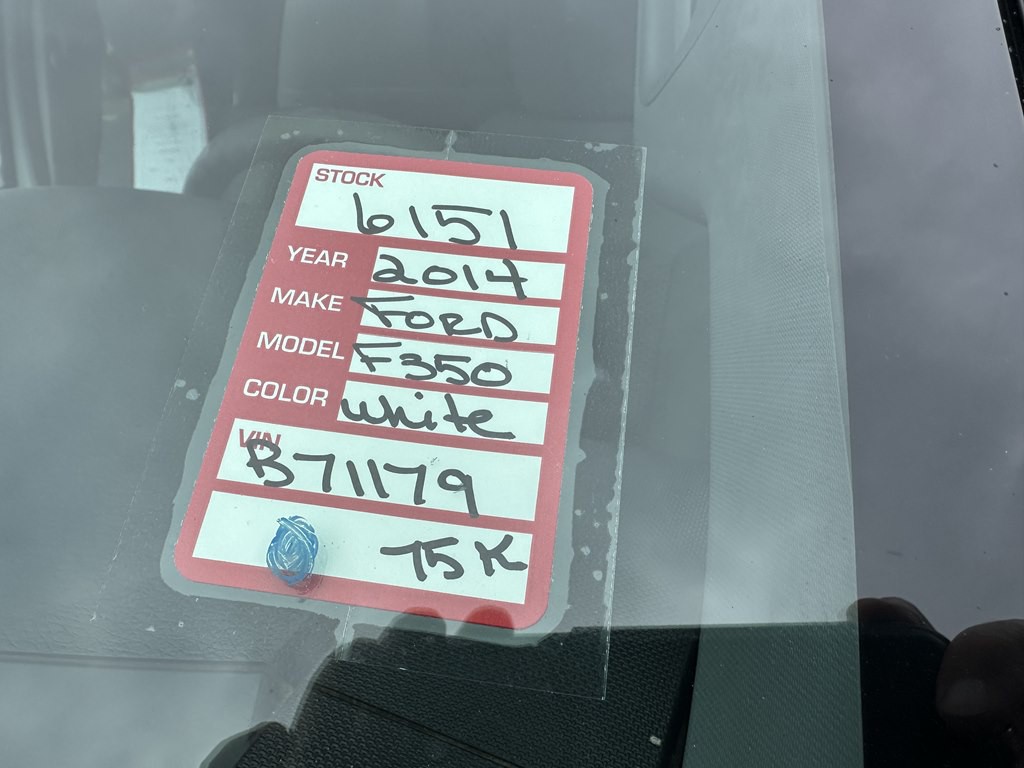 STOCK
6151
YEAR 2014
MAKE FORD
MODEL F350
COLOR white
VIN
B71179
75K